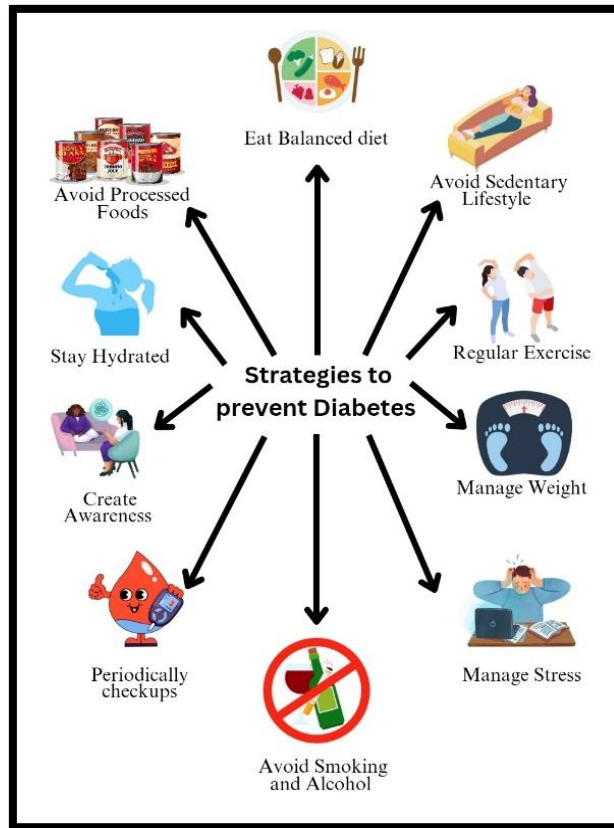 Eat Balanced diet
Avoid Processed
Foods
Avoid Sedentary
Lifestyle
Stay Hydrated
Regular Exercise
Strategies to
prevent Diabetes
Create
Awareness
Manage Weight
Periodically
checkups
Manage Stress
Avoid Smoking
and Alcohol